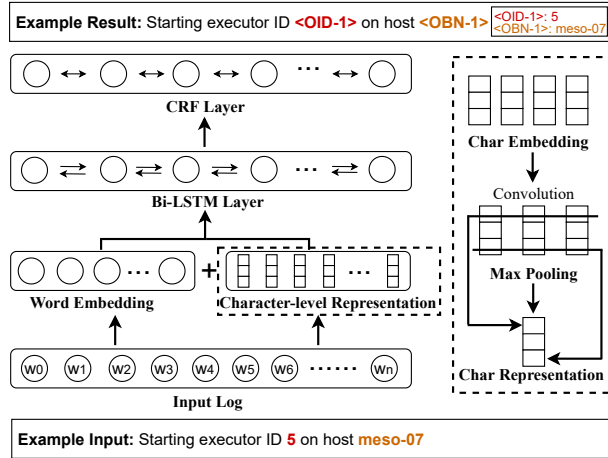 Example Result: Starting executor ID <OID-1> on host <OBN-1>
<OID-1>: 5
<OBN-1>: meso-07
...
CRF Layer
...
Bi-LSTM Layer
...
+
...
Word Embedding
Character-level Representation
w0 w1 w2 w3 w4 w5 w6 ...... wn
Input Log
Char Embedding
Convolution
Max Pooling
Char Representation
Example Input: Starting executor ID 5 on host meso-07